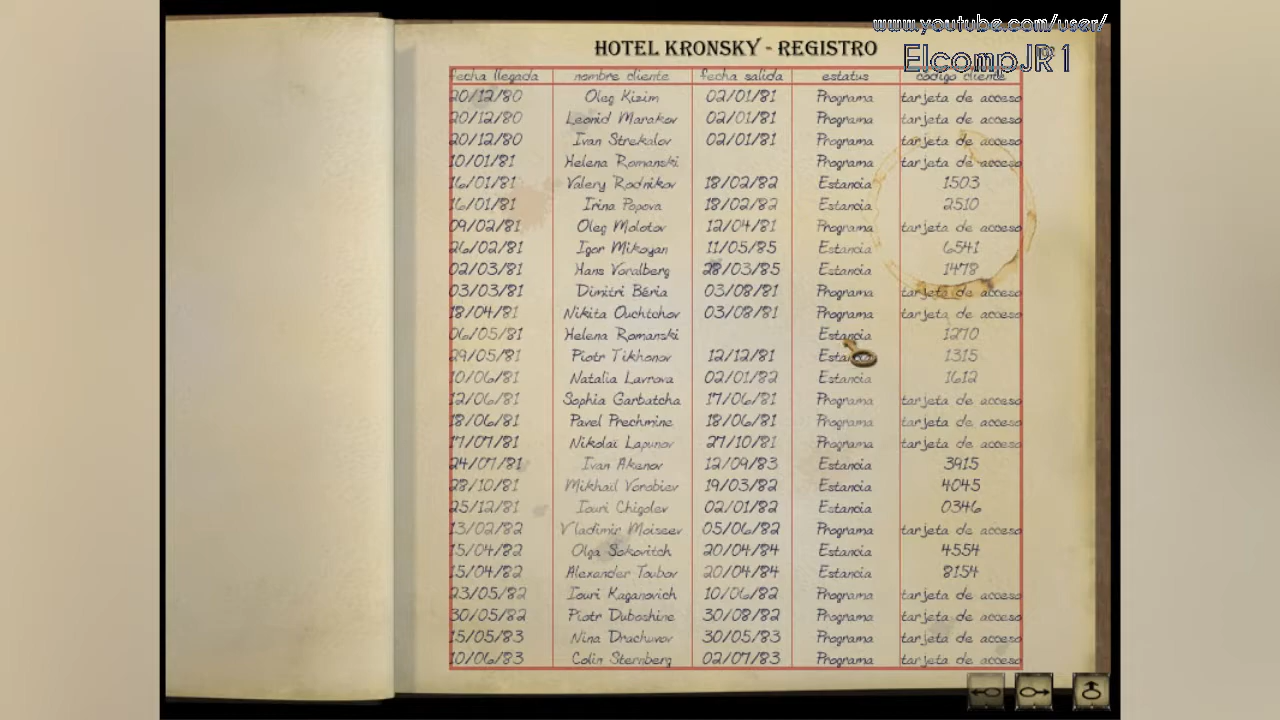 www.youtube.com/user/
ElcompJR1
HOTEL KRONSKY - REGISTRO
fecha llegada nombre cliente fecha salida estatus codigo cliente
20/12/80 Oleg Kizim 02/01/81 Programa tarjeta de acceso
20/12/80 Leonid Marakov 02/01/81 Programa tarjeta de acceso
20/12/80 Ivan Strekalov 02/01/81 Programa tarjeta de acceso
10/01/81 Helena Romanski Programa tarjeta de acceso
16/01/81 Valery Rodnikov 18/02/82 Estancia 1503
16/01/81 Irina Popova 18/02/82 Estancia 2510
09/02/81 Oleg Molotov 12/04/81 Programa tarjeta de acceso
26/02/81 Igor Mikoyan 11/05/85 Estancia 6541
02/03/81 Hans Voralberg 28/03/85 Estancia 1478
03/03/81 Dimitri Béria 03/08/81 Programa tarjeta de acceso
18/04/81 Nikita Ouchtchov 03/08/81 Programa tarjeta de acceso
06/05/81 Helena Romanski Estancia 1270
29/05/81 Piotr Tikhonov 12/12/81 Estancia 1315
10/06/81 Natalia Lavrova 02/01/82 Estancia 1612
12/06/81 Sophia Garbatcha 17/06/81 Programa tarjeta de acceso
18/06/81 Pavel Prechmine 18/06/81 Programa tarjeta de acceso
17/07/81 Nikolaï Lapunov 27/10/81 Programa tarjeta de acceso
24/07/81 Ivan Akenov 12/09/83 Estancia 3915
28/10/81 Mikhail Vorobiev 19/03/82 Estancia 4045
25/12/81 Iouri Chigolev 02/01/82 Estancia 0346
13/02/82 Vladimir Moiseev 05/06/82 Programa tarjeta de acceso
15/04/82 Olga Sokovitch 20/04/84 Estancia 4554
15/04/82 Alexander Toubov 20/04/84 Estancia 8154
23/05/82 Iouri Kaganovich 10/06/82 Programa tarjeta de acceso
30/05/82 Piotr Duboshine 30/08/82 Programa tarjeta de acceso
15/05/83 Nina Drachvov 30/05/83 Programa tarjeta de acceso
10/06/83 Colin Sternberg 02/07/83 Programa tarjeta de acceso